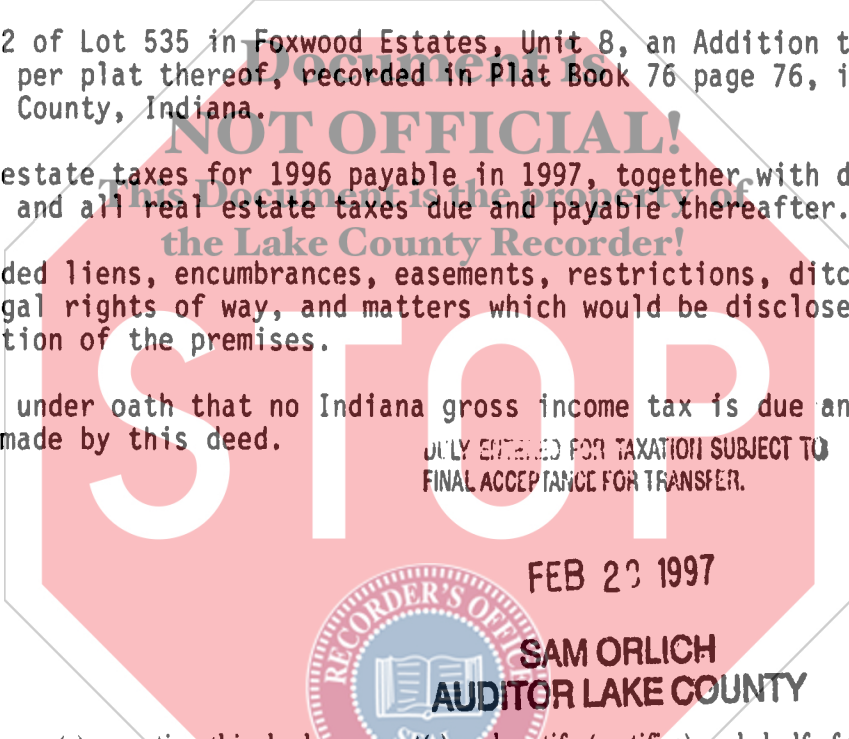 2 of Lot 535 in Foxwood Estates, Unit 8, an Addition t
Document is
per plat thereof, recorded in Plat Book 76 page 76, i
County, Indiana.
NOT OFFICIAL!
estate taxes for 1996 payable in 1997, together with d
This Document is the property of
and all real estate taxes due and payable thereafter.
the Lake County Recorder!
ded liens, encumbrances, easements, restrictions, ditc
gal rights of way, and matters which would be disclose
tion of the premises.
STOP
under oath that no Indiana gross income tax is due an
made by this deed.
DULY ENTERED FOR TAXATION SUBJECT TO
FINAL ACCEPTANCE FOR TRANSFER.
FEB 2 1997
RECORDER'S OFFICE
SAM ORLICH
AUDITOR LAKE COUNTY